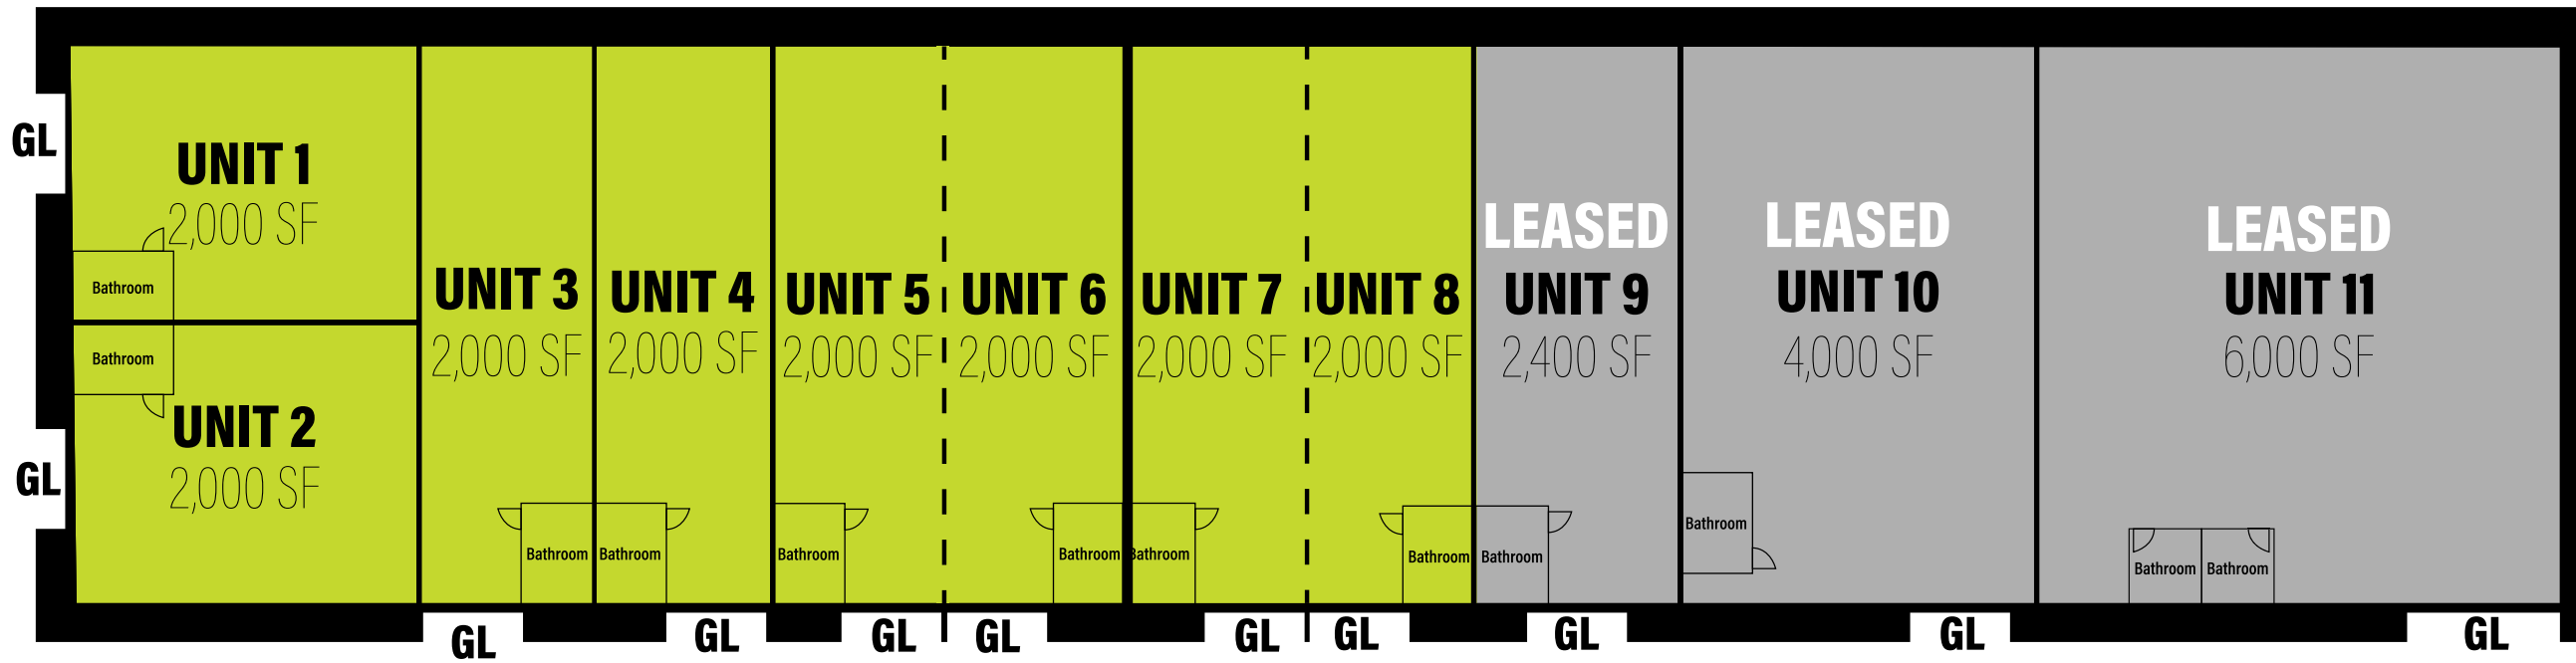 GL
UNIT 1
2,000 SF
Bathroom
Bathroom
UNIT 2
2,000 SF
GL
UNIT 3
2,000 SF
Bathroom
GL
UNIT 4
2,000 SF
Bathroom
GL
UNIT 5
2,000 SF
Bathroom
GL
UNIT 6
2,000 SF
Bathroom
GL
UNIT 7
2,000 SF
Bathroom
GL
UNIT 8
2,000 SF
Bathroom
GL
LEASED
UNIT 9
2,400 SF
Bathroom
GL
LEASED
UNIT 10
4,000 SF
Bathroom
GL
LEASED
UNIT 11
6,000 SF
Bathroom
Bathroom
GL